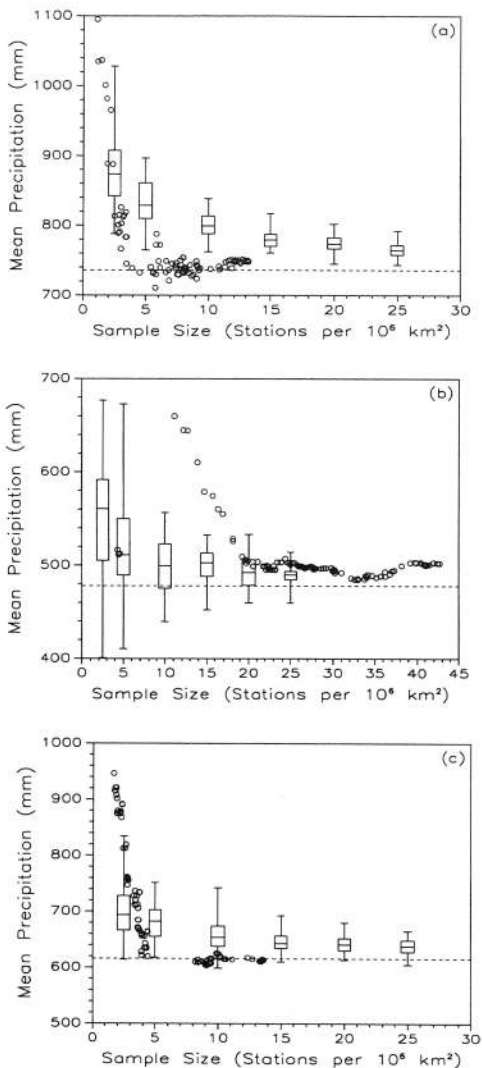 1100
(a)
1000
900
800
700
Mean Precipitation (mm)
0 5 10 15 20 25 30
Sample Size (Stations per 10⁶ km²)
700
(b)
600
500
400
Mean Precipitation (mm)
0 5 10 15 20 25 30 35 40 45
Sample Size (Stations per 10⁶ km²)
1000
(c)
900
800
700
600
500
Mean Precipitation (mm)
0 5 10 15 20 25 30
Sample Size (Stations per 10⁶ km²)